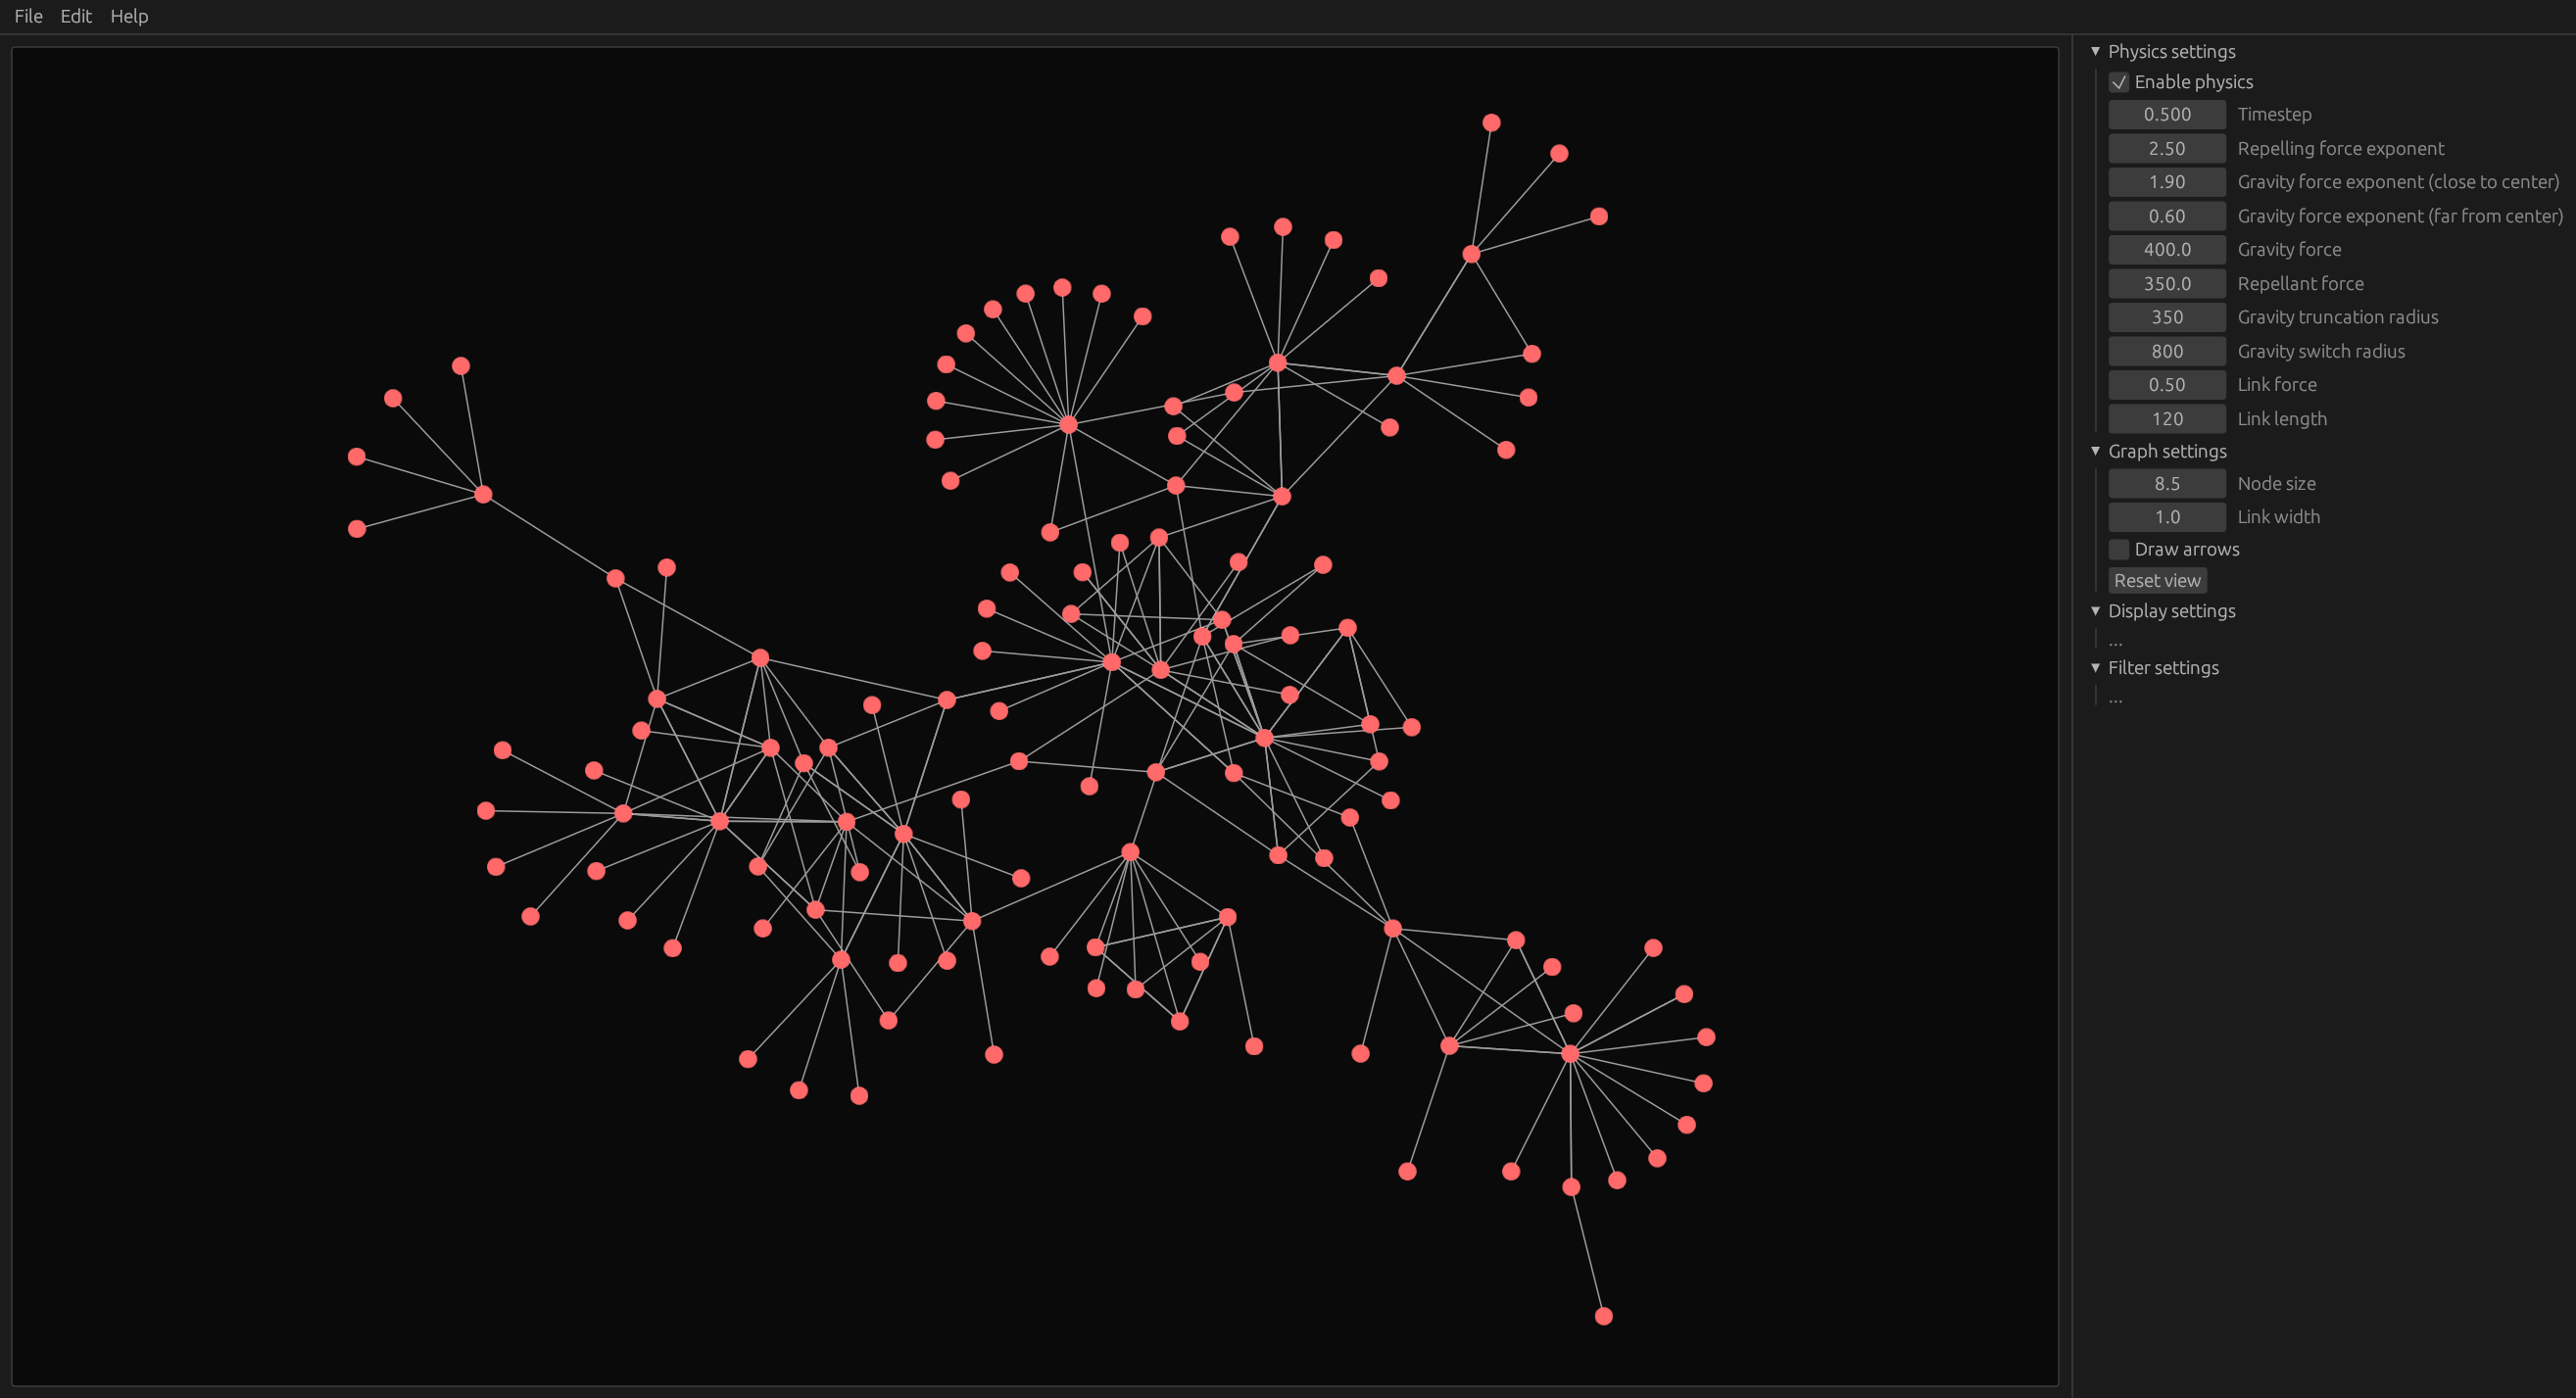 File Edit Help
Physics settings
Enable physics
0.500 Timestep
2.50 Repelling force exponent
1.90 Gravity force exponent (close to center)
0.60 Gravity force exponent (far from center)
400.0 Gravity force
350.0 Repellant force
350 Gravity truncation radius
800 Gravity switch radius
0.50 Link force
120 Link length
Graph settings
8.5 Node size
1.0 Link width
Draw arrows
Reset view
Display settings
...
Filter settings
...